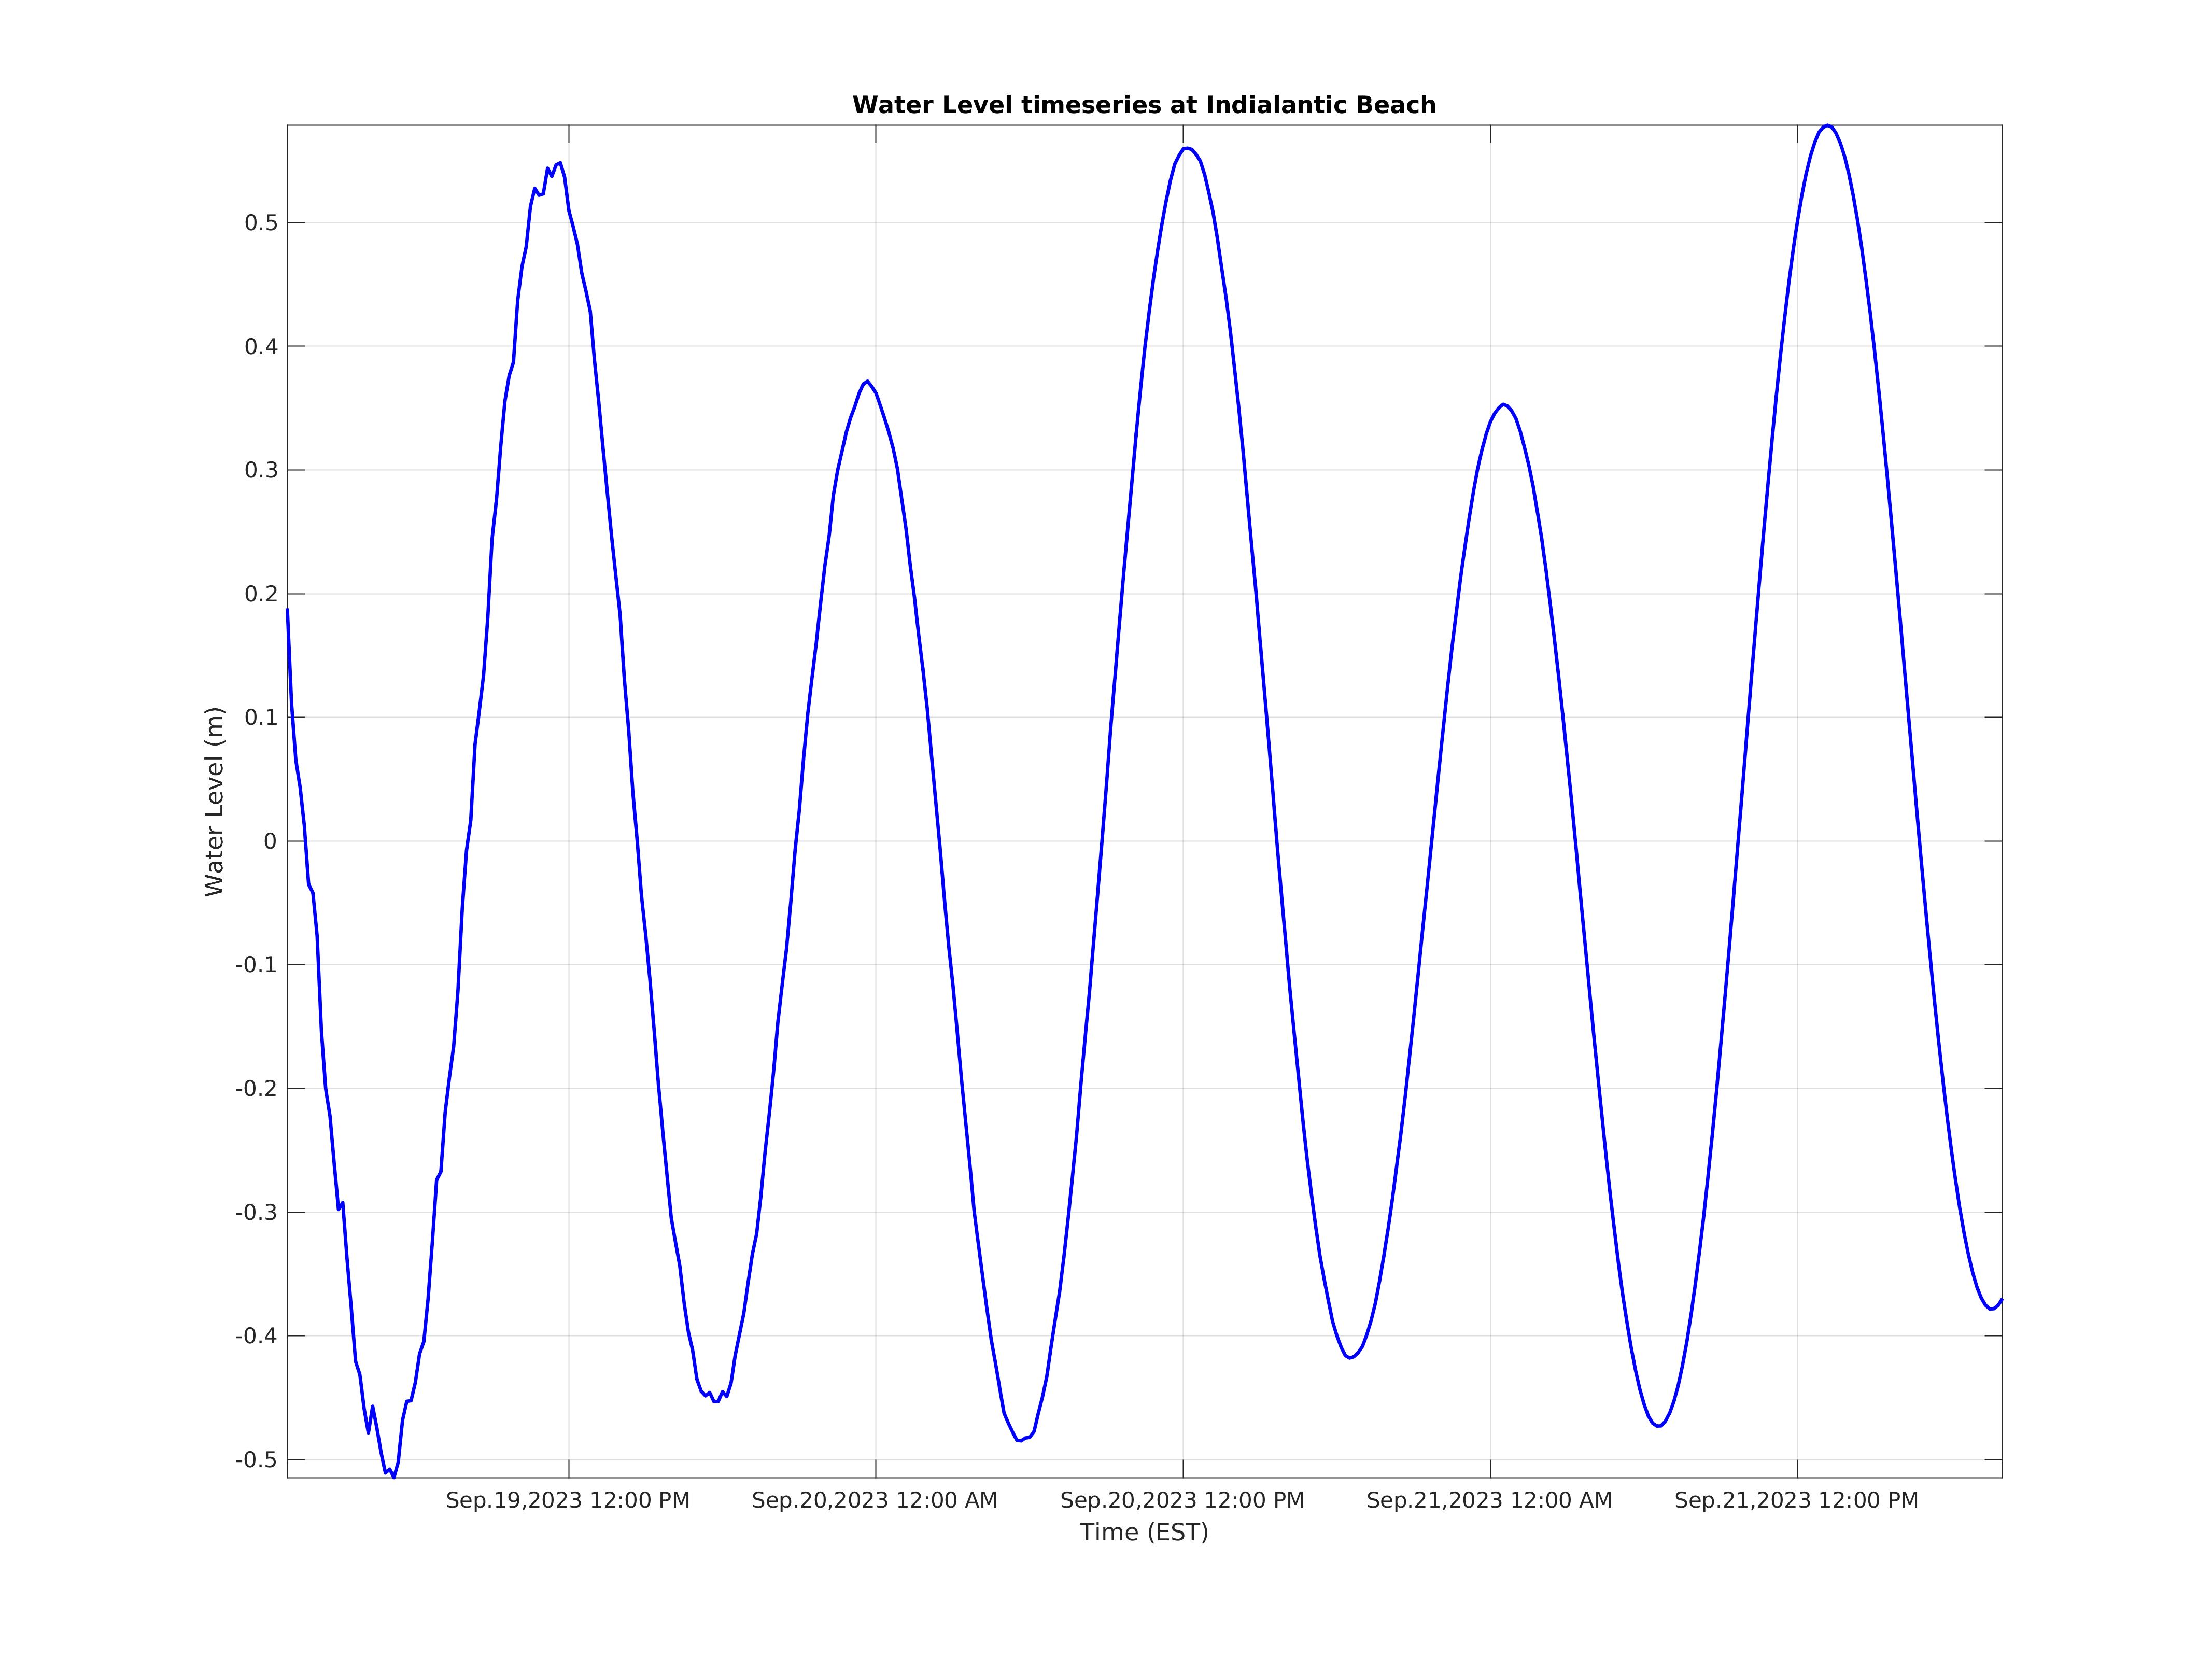 Water Level timeseries at Indialantic Beach
0.5
0.4
0.3
0.2
0.1
0
-0.1
-0.2
-0.3
-0.4
-0.5
Water Level (m)
Sep.19,2023 12:00 PM
Sep.20,2023 12:00 AM
Sep.20,2023 12:00 PM
Sep.21,2023 12:00 AM
Sep.21,2023 12:00 PM
Time (EST)